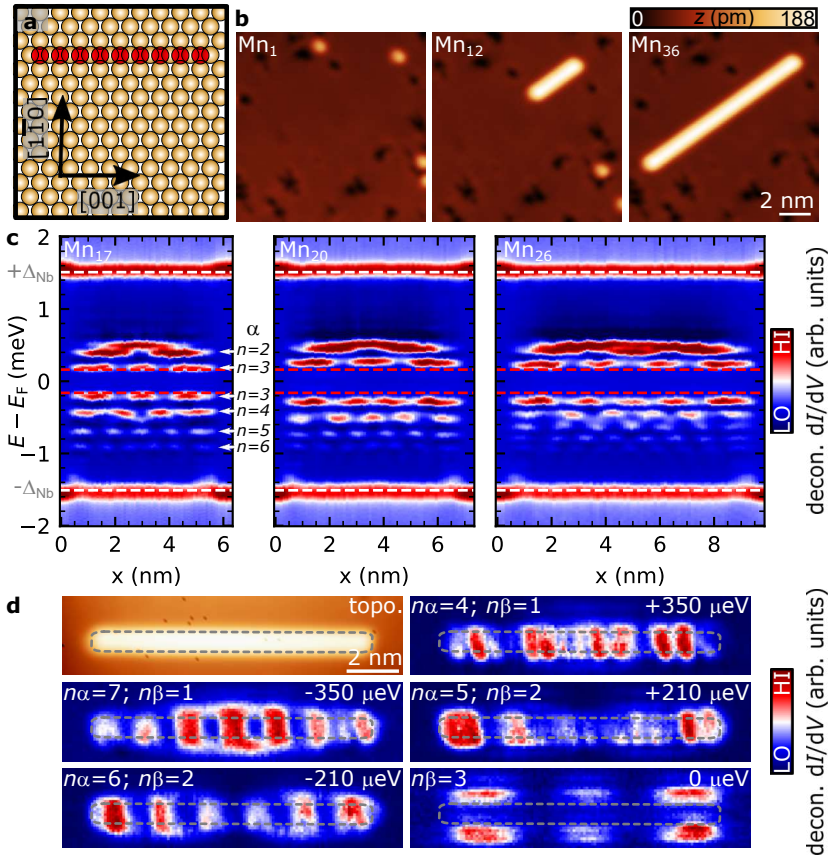 a
[1̅10]
[001]
b
z (pm)
0
188
Mn₁
Mn₁₂
Mn₃₆
2 nm
c
Mn₁₇
Mn₂₀
Mn₂₆
2
1
0
−1
−2
E − E_F (meV)
+Δ_Nb
-Δ_Nb
α
n=2
n=3
n=3
n=4
n=5
n=6
0 2 4 6
0 2 4 6
0 2 4 6 8
x (nm)
x (nm)
x (nm)
LO HI
decon. dI/dV (arb. units)
d
topo.
2 nm
nα=4; nβ=1 +350 µeV
nα=7; nβ=1 -350 µeV
nα=5; nβ=2 +210 µeV
nα=6; nβ=2 -210 µeV
nβ=3 0 µeV
LO HI
decon. dI/dV (arb. units)